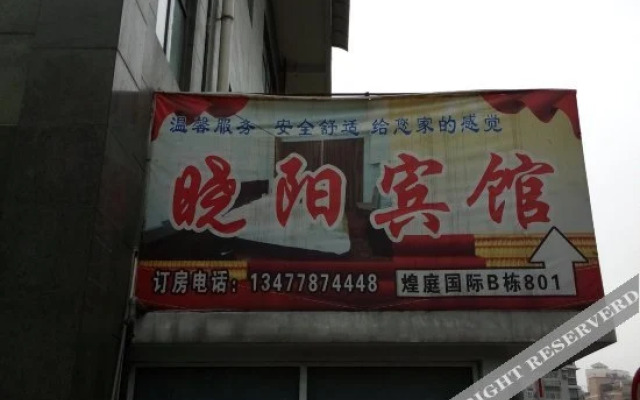 温馨服务 安全舒适 给您家的感觉
晓阳宾馆
订房电话：13477874448 煌庭国际B栋801
RIGHT RESERVERD